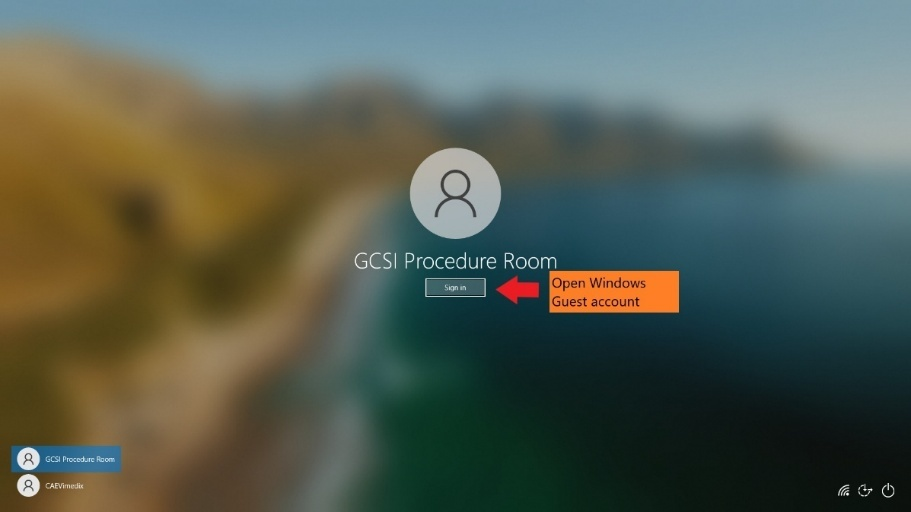 GCSI Procedure Room
Sign in
Open Windows
Guest account
GCSI Procedure Room
CAEVimedix